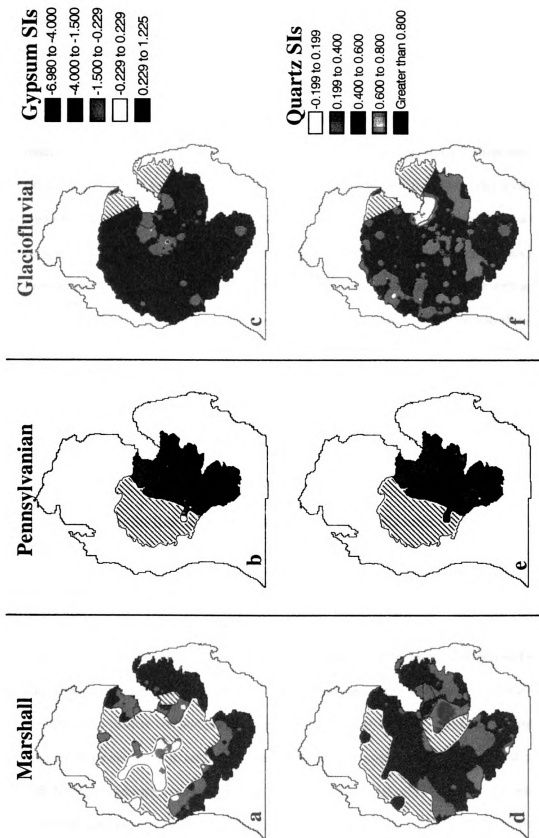 Marshall
Pennsylvanian
Glaciofluvial
a
b
c
Gypsum SIs
-6.980 to -4.000
-4.000 to -1.500
-1.500 to -0.229
-0.229 to 0.229
0.229 to 1.225
d
e
f
Quartz SIs
-0.199 to 0.199
0.199 to 0.400
0.400 to 0.600
0.600 to 0.800
Greater than 0.800